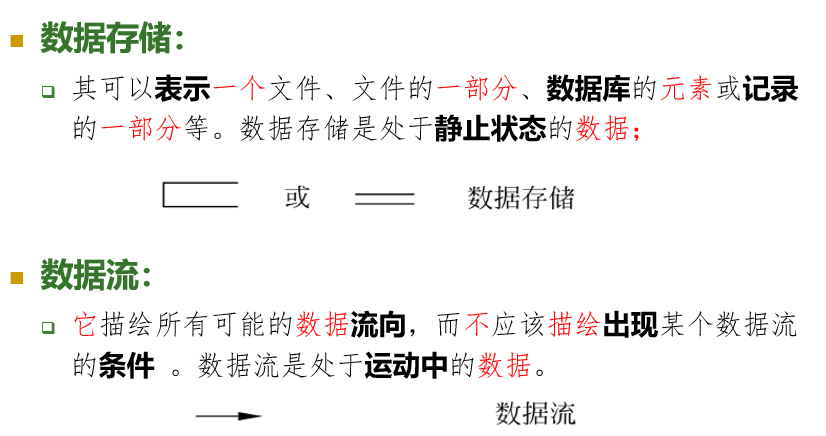 数据存储：
其可以表示一个文件、文件的一部分、数据库的元素或记录
的一部分等。数据存储是处于静止状态的数据；
或 数据存储
数据流：
它描绘所有可能的数据流向，而不应该描绘出现某个数据流
的条件 。数据流是处于运动中的数据。
数据流